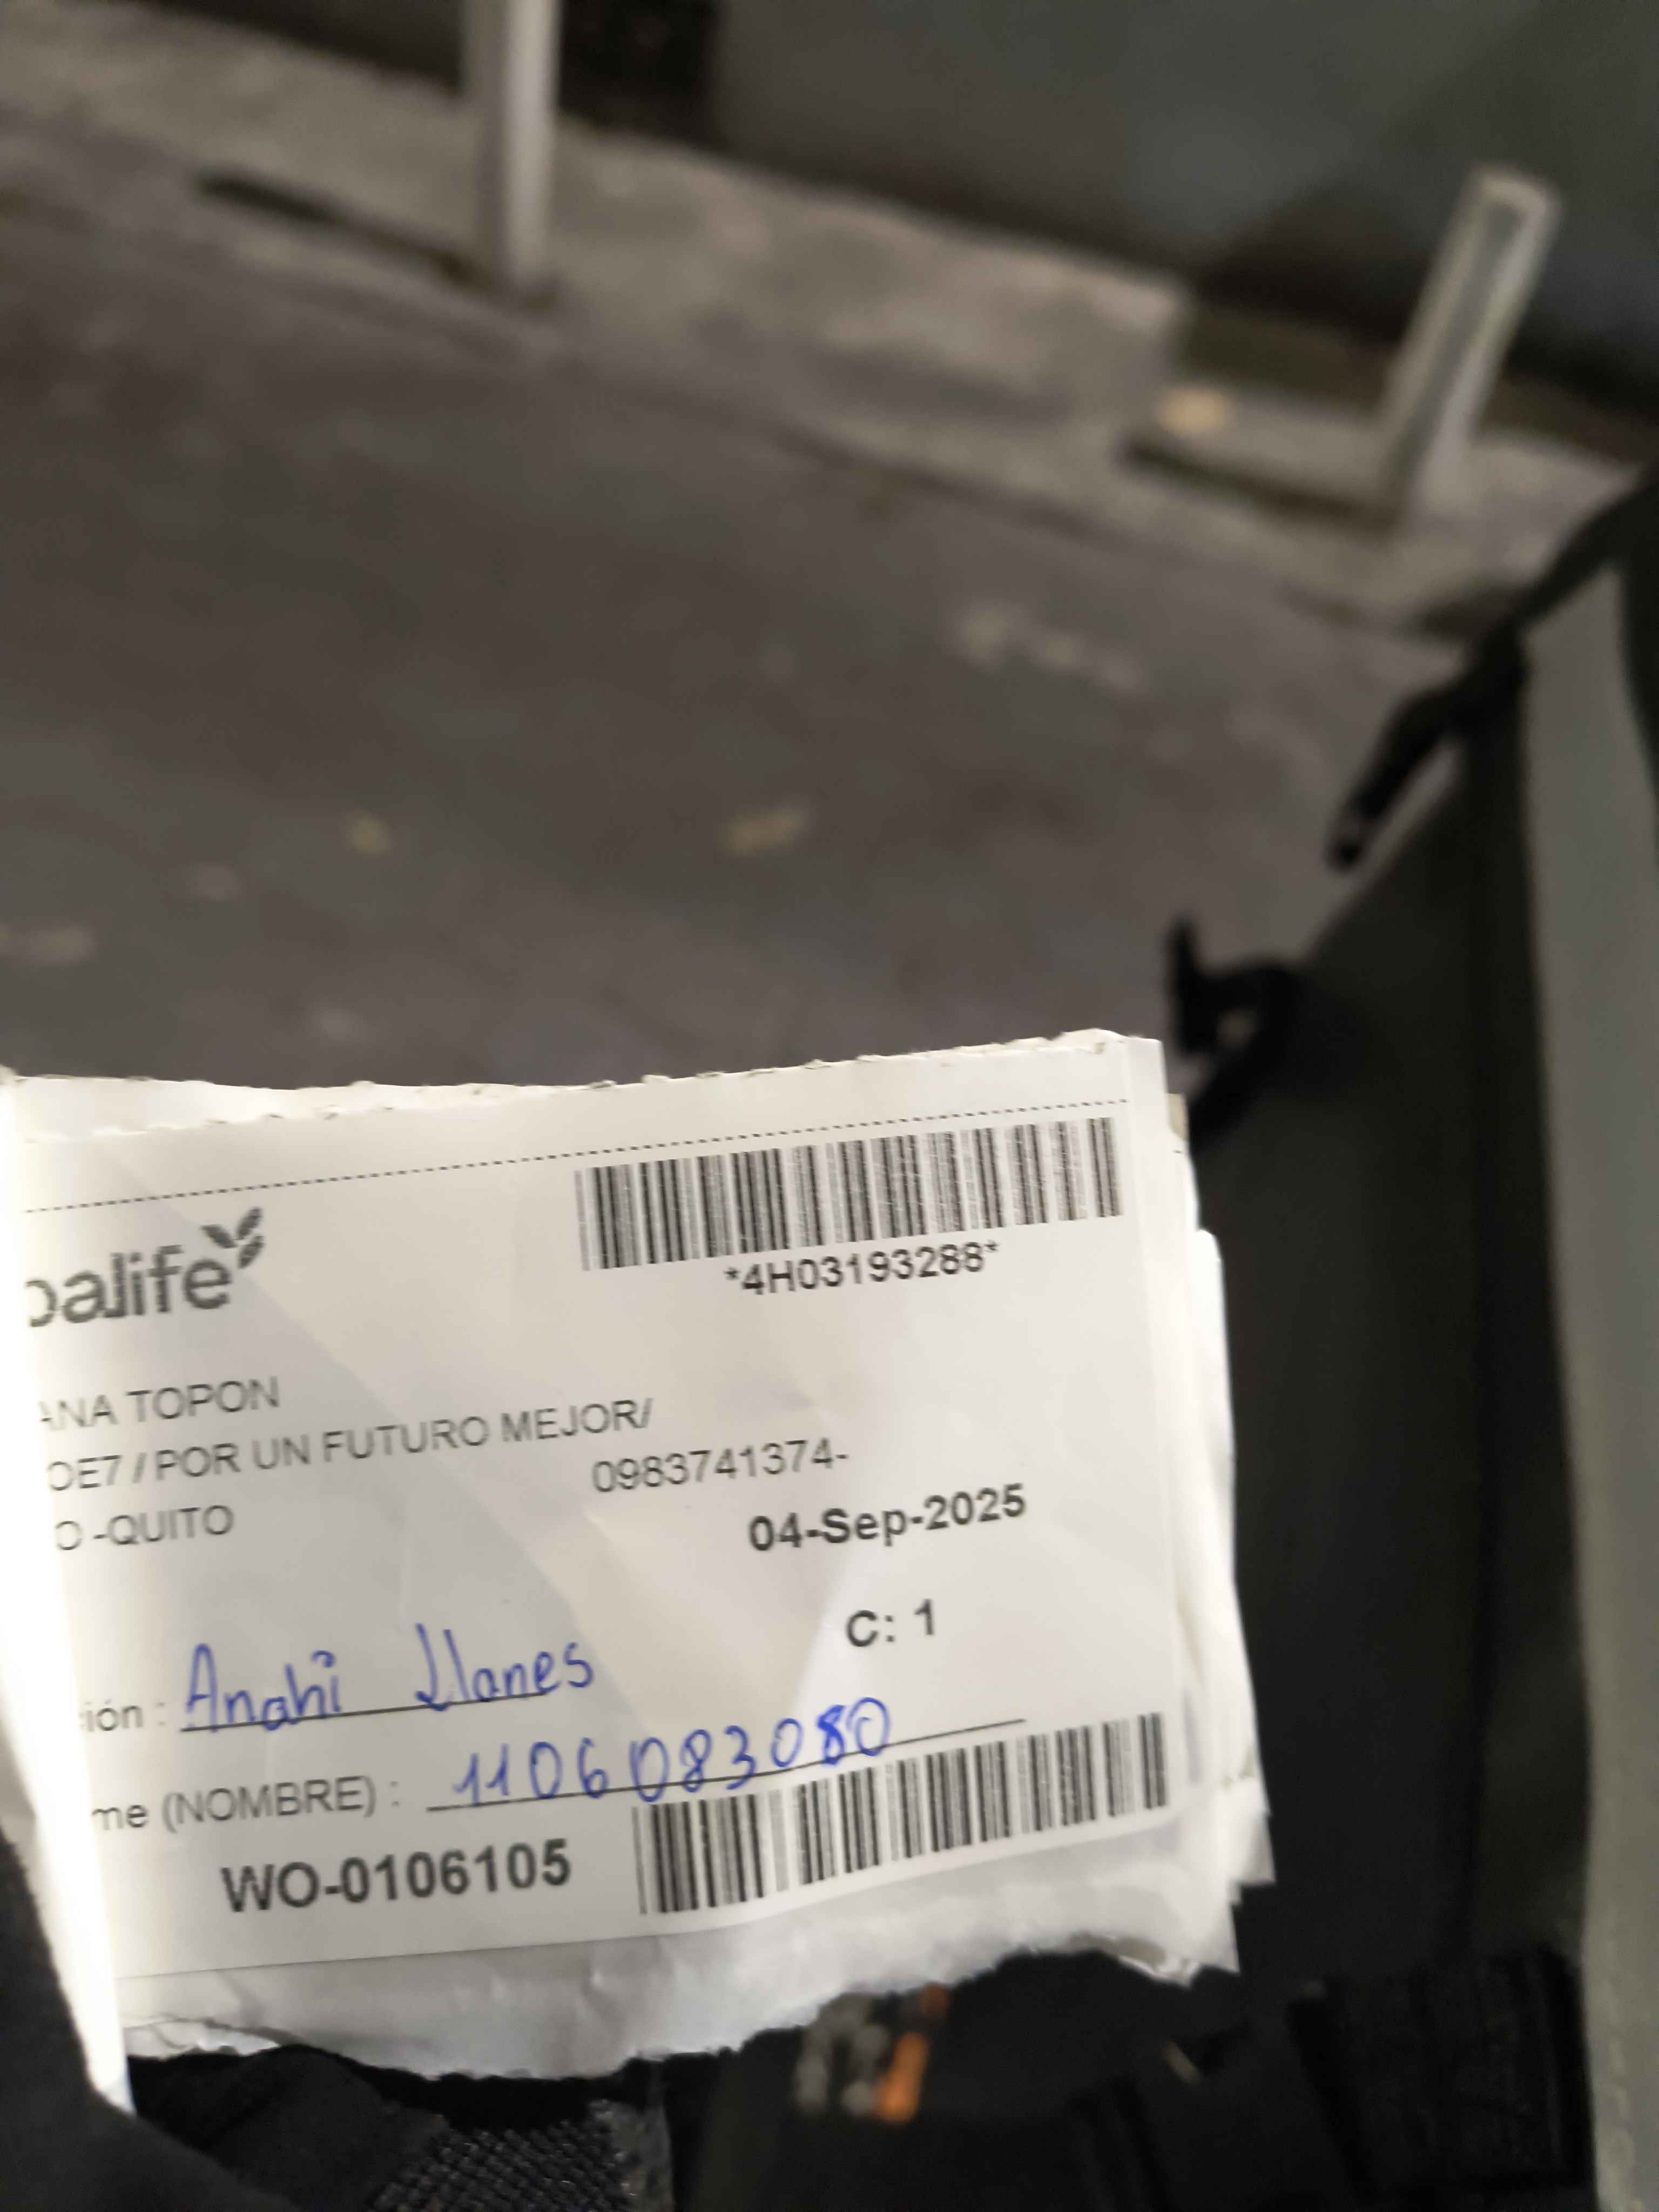 balife
*4H03193288*
ANA TOPON
OE7 / POR UN FUTURO MEJOR/
0983741374-
O -QUITO
04-Sep-2025
C: 1
ión : Anahi Llanes
me (NOMBRE) : 1106083080
WO-0106105